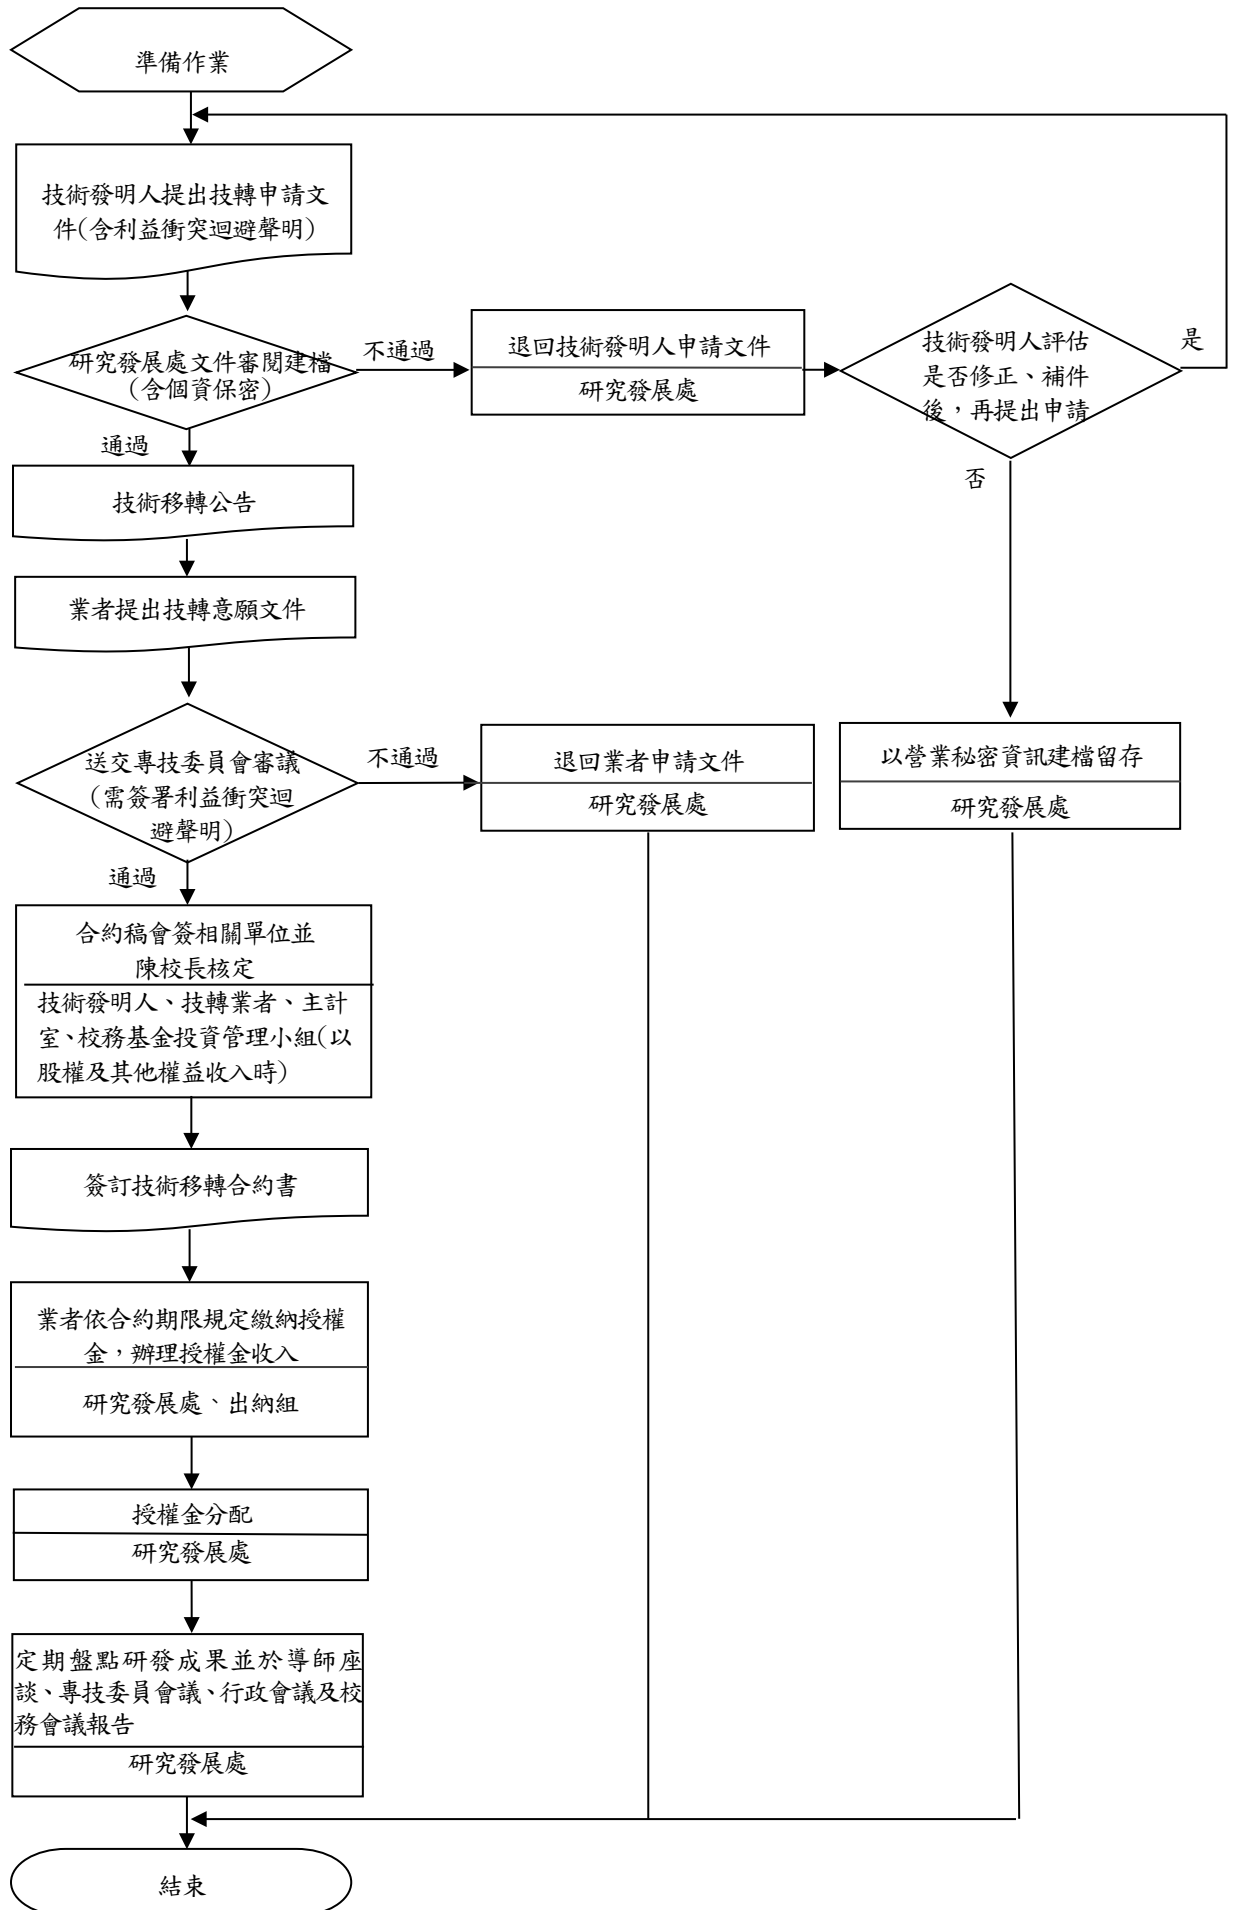 準備作業
技術發明人提出技轉申請文
件(含利益衝突迴避聲明)
研究發展處文件審閱建檔
(含個資保密)
不通過
退回技術發明人申請文件
研究發展處
技術發明人評估
是否修正、補件
後，再提出申請
是
否
通過
技術移轉公告
業者提出技轉意願文件
送交專技委員會審議
(需簽署利益衝突迴
避聲明)
不通過
退回業者申請文件
研究發展處
以營業秘密資訊建檔留存
研究發展處
通過
合約稿會簽相關單位並
陳校長核定
技術發明人、技轉業者、主計
室、校務基金投資管理小組(以
股權及其他權益收入時)
簽訂技術移轉合約書
業者依合約期限規定繳納授權
金，辦理授權金收入
研究發展處、出納組
授權金分配
研究發展處
定期盤點研發成果並於導師座
談、專技委員會議、行政會議及校
務會議報告
研究發展處
結束